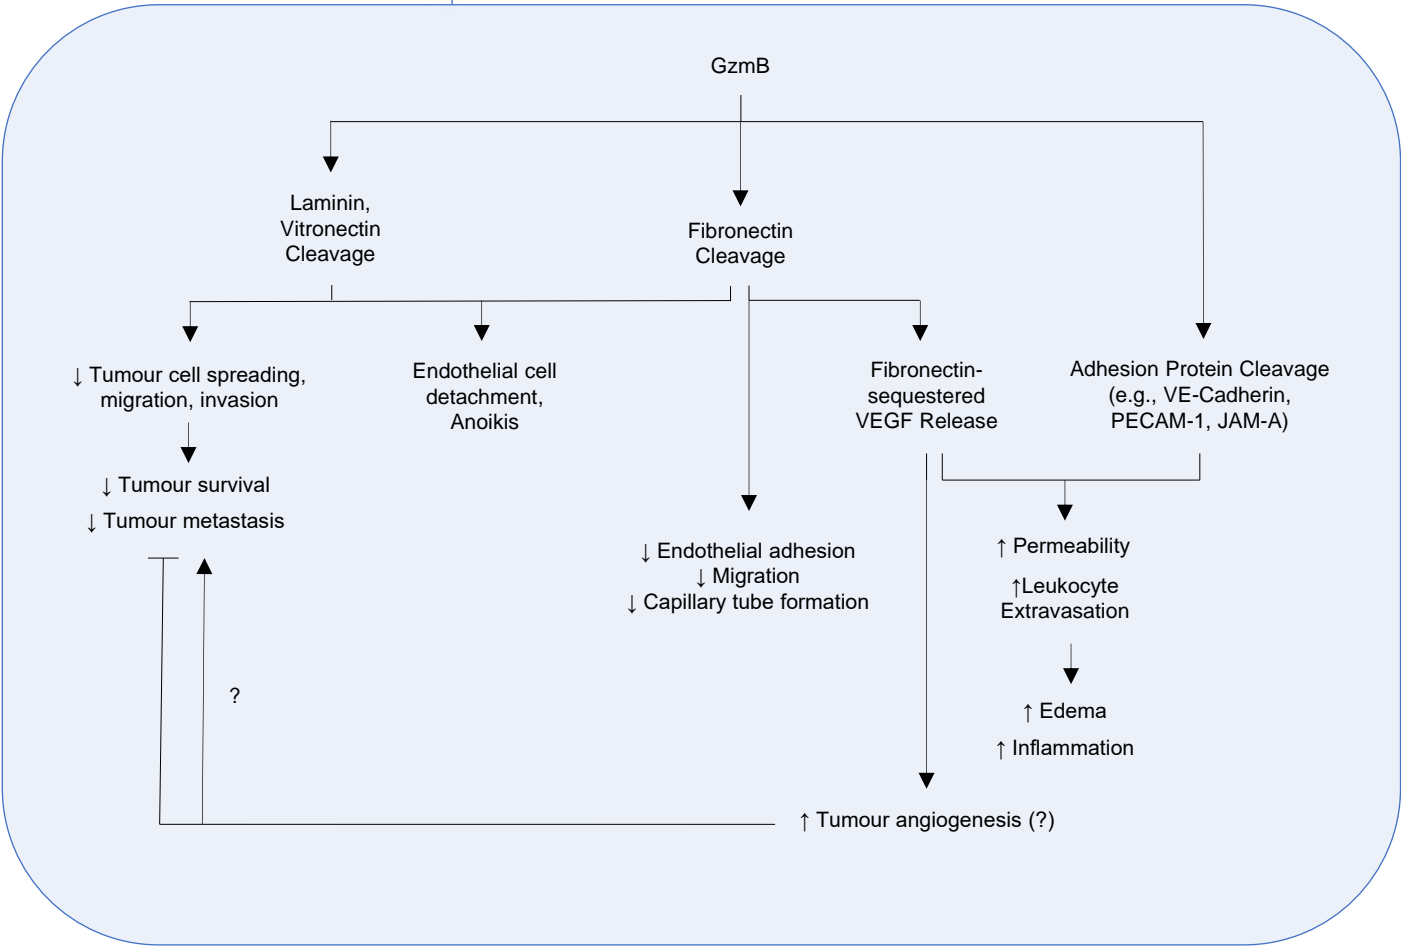 GzmB
Laminin,
Vitronectin
Cleavage
Fibronectin
Cleavage
↓ Tumour cell spreading,
migration, invasion
Endothelial cell
detachment,
Anoikis
Fibronectin-
sequestered
VEGF Release
Adhesion Protein Cleavage
(e.g., VE-Cadherin,
PECAM-1, JAM-A)
↓ Tumour survival
↓ Tumour metastasis
↓ Endothelial adhesion
↓ Migration
↓ Capillary tube formation
↑ Permeability
↑Leukocyte
Extravasation
?
↑ Edema
↑ Inflammation
↑ Tumour angiogenesis (?)